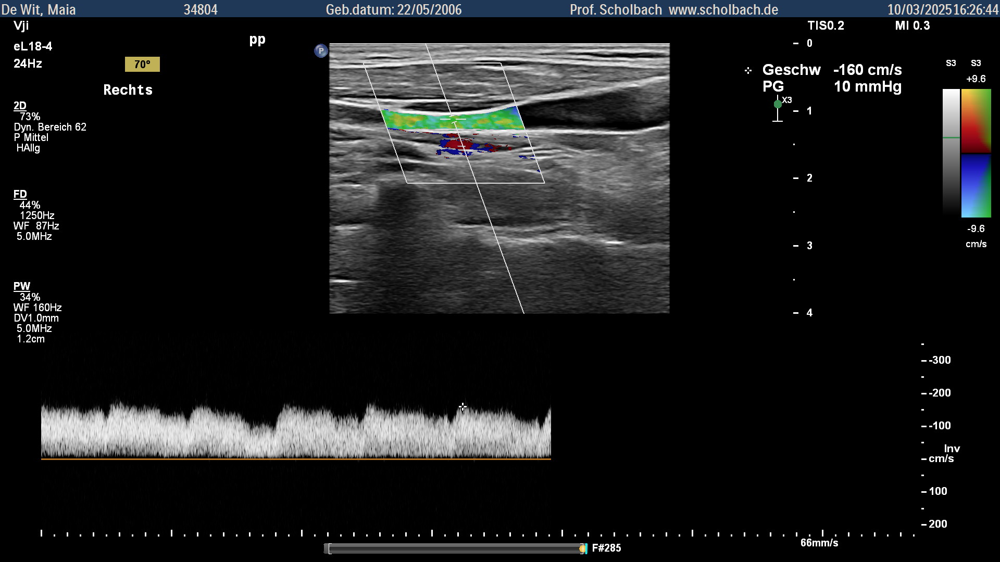 De Wit, Maia 34804 Geb.datum: 22/05/2006 Prof. Scholbach www.scholbach.de 10/03/2025 16:26:44
Vji
TIS0.2 MI 0.3
pp
P
eL18-4
24Hz
70°
Rechts
2D
73%
Dyn. Bereich 62
P Mittel
HAllg
FD
44%
1250Hz
WF 87Hz
5.0MHz
PW
34%
WF 160Hz
DV1.0mm
5.0MHz
1.2cm
0
1
2
3
4
Geschw -160 cm/s
PG 10 mmHg
X3
S3 S3
+9.6
-9.6
cm/s
-300
-200
-100
Inv
cm/s
100
200
66mm/s
F#285